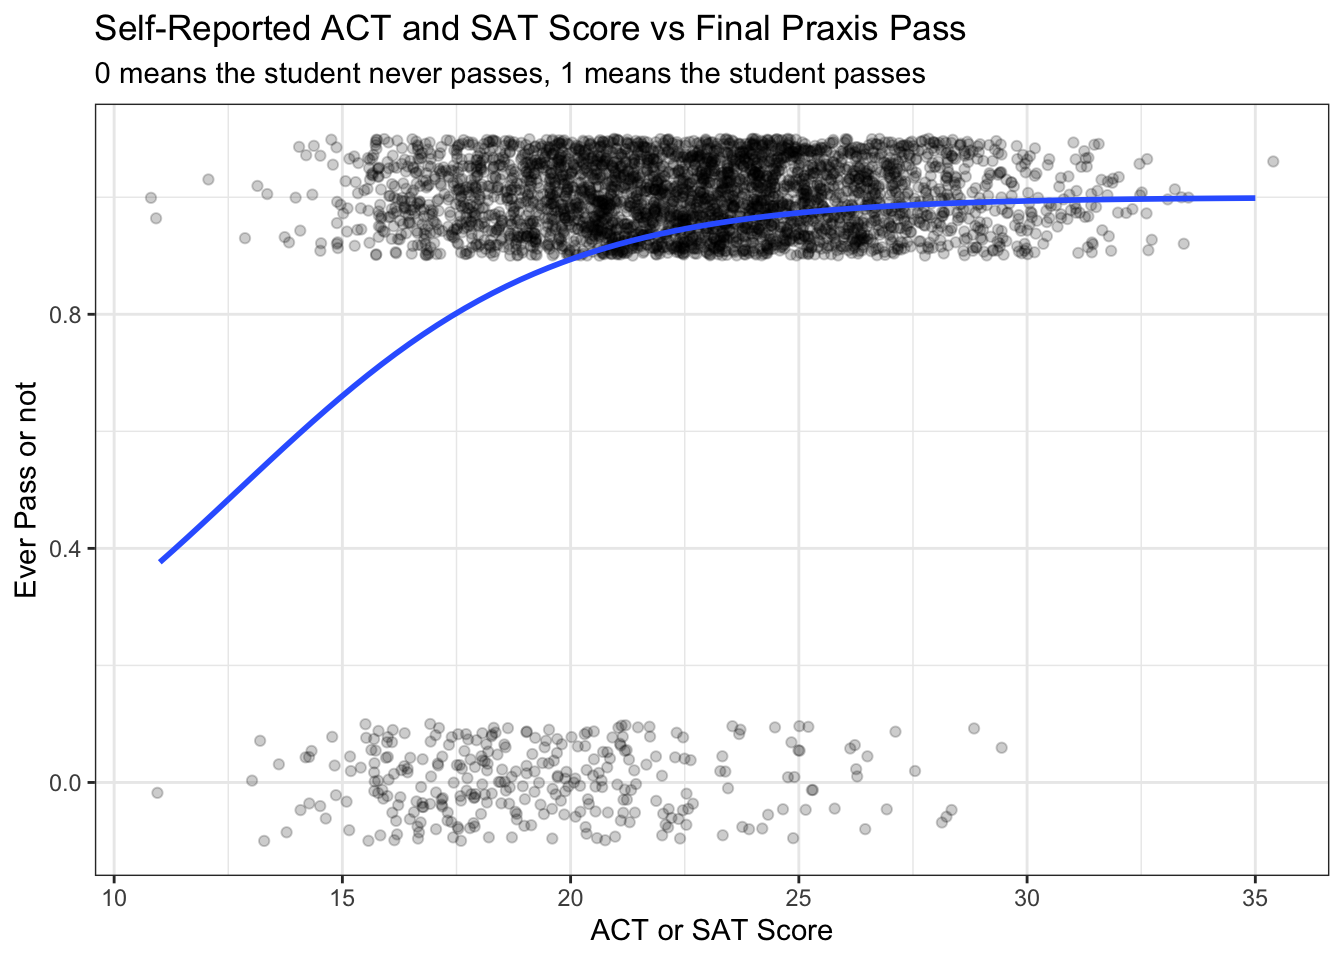 Self-Reported ACT and SAT Score vs Final Praxis Pass
0 means the student never passes, 1 means the student passes
Ever Pass or not
0.8
0.4
0.0
10 15 20 25 30 35
ACT or SAT Score